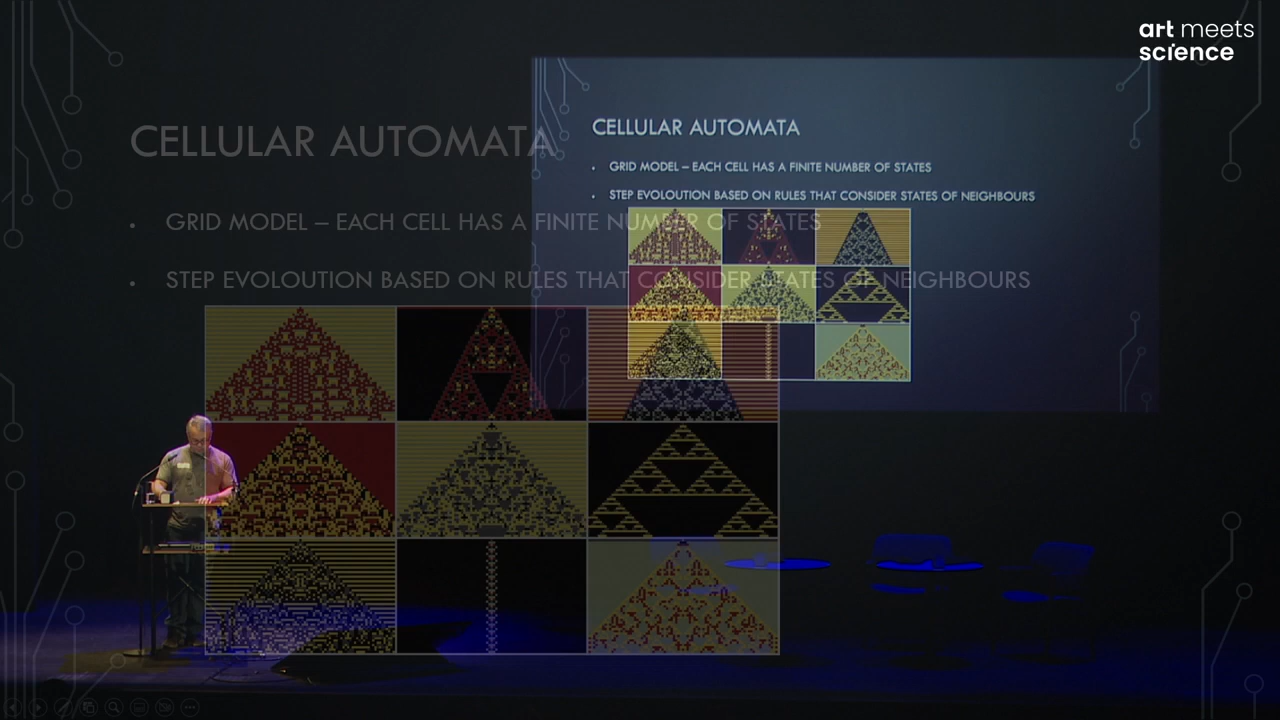 art meets
science
CELLULAR AUTOMATA
• GRID MODEL – EACH CELL HAS A FINITE NUMBER OF STATES
• STEP EVOLOUTION BASED ON RULES THAT CONSIDER STATES OF NEIGHBOURS
CELLULAR AUTOMATA
• GRID MODEL – EACH CELL HAS A FINITE NUMBER OF STATES
• STEP EVOLOUTION BASED ON RULES THAT CONSIDER STATES OF NEIGHBOURS